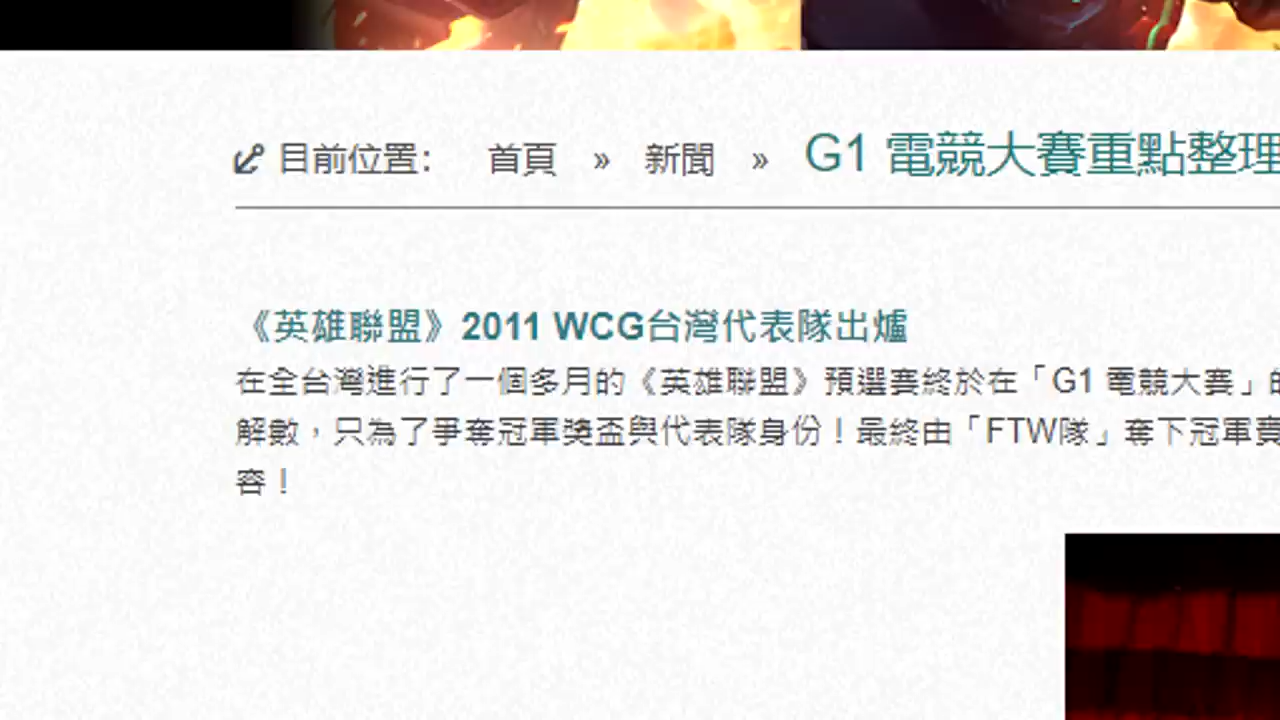 目前位置： 首頁 » 新聞 » G1 電競大賽重點整理
《英雄聯盟》2011 WCG台灣代表隊出爐
在全台灣進行了一個多月的《英雄聯盟》預選賽終於在「G1 電競大賽」的
解數，只為了爭奪冠軍獎盃與代表隊身份！最終由「FTW隊」奪下冠軍賽
容！